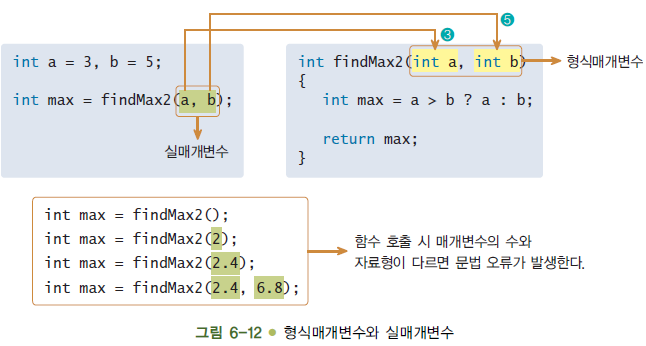 ❸
❺
int a = 3, b = 5;
int max = findMax2(a, b);
실매개변수
int findMax2(int a, int b)
{
int max = a > b ? a : b;
return max;
}
형식매개변수
int max = findMax2();
int max = findMax2(2);
int max = findMax2(2.4);
int max = findMax2(2.4, 6.8);
함수 호출 시 매개변수의 수와
자료형이 다르면 문법 오류가 발생한다.
그림 6-12 ● 형식매개변수와 실매개변수